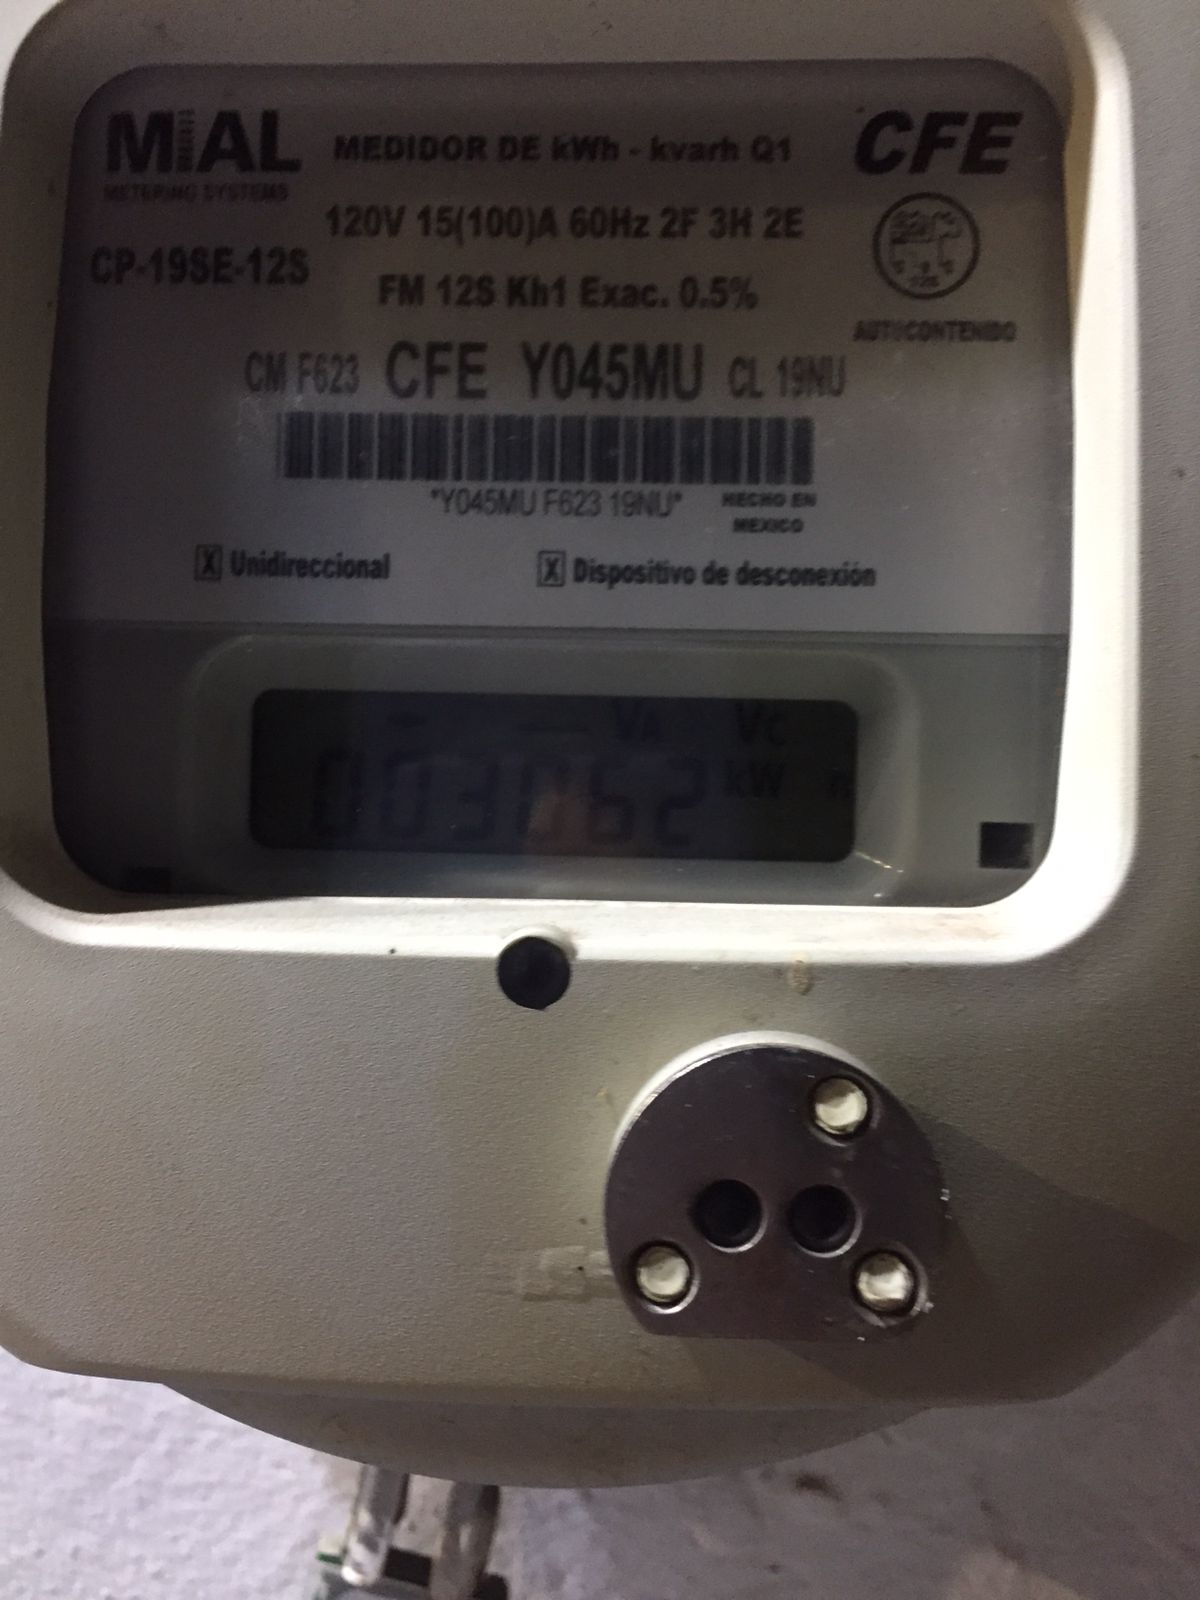 MIAL
METERING SYSTEMS
MEDIDOR DE kWh - kvarh Q1
CFE
120V 15(100)A 60Hz 2F 3H 2E
CP-19SE-12S
FM 12S Kh1 Exac. 0.5%
AUTOCONTENIDO
CM F623 CFE Y045MU CL 19NU
*Y045MU F623 19NU*
HECHO EN
MEXICO
X Unidireccional
X Dispositivo de desconexión
VA VC
kW